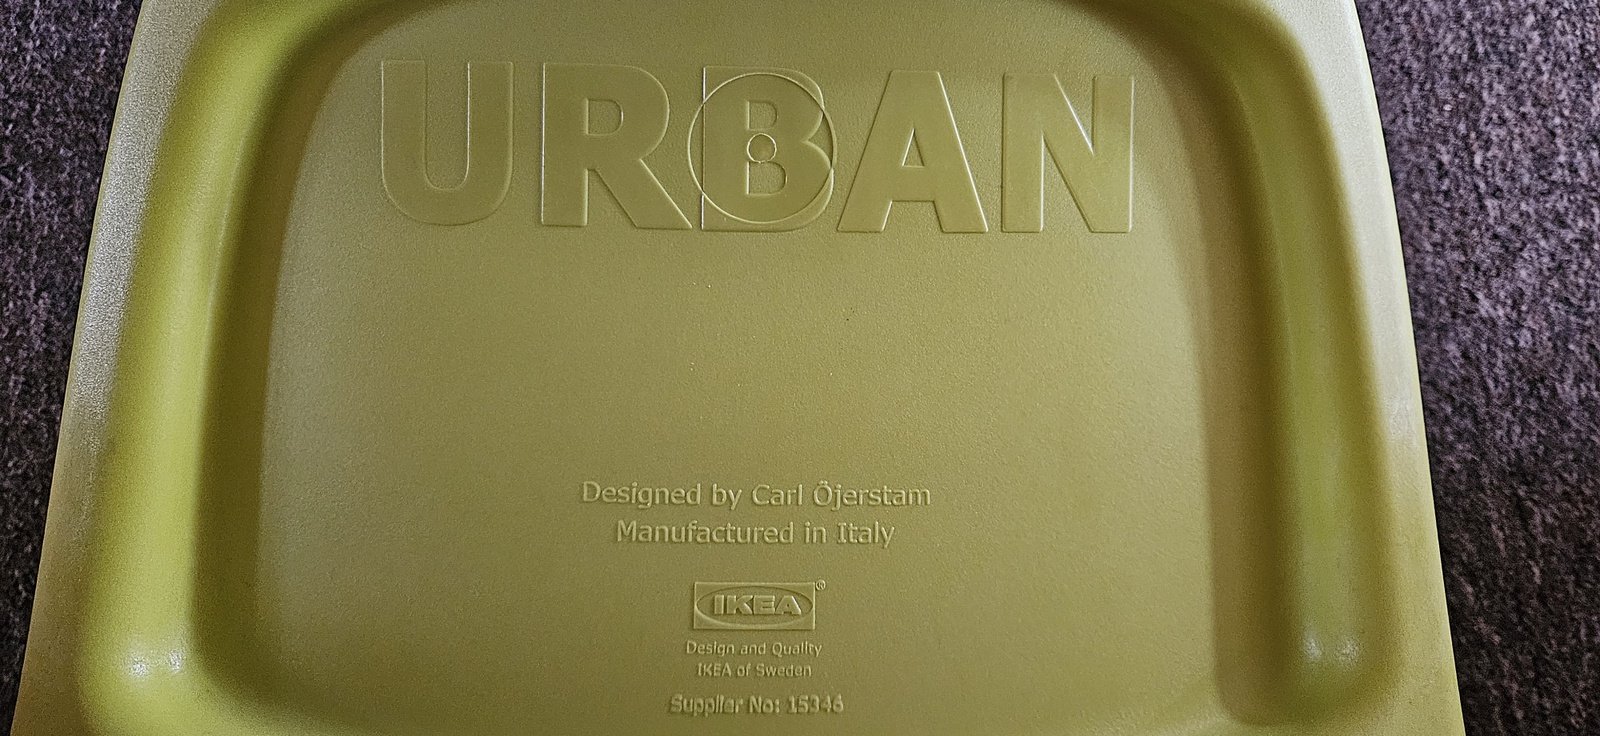 URBAN
Designed by Carl Öjerstam
Manufactured in Italy
IKEA®
Design and Quality
IKEA of Sweden
Supplier No: 15346